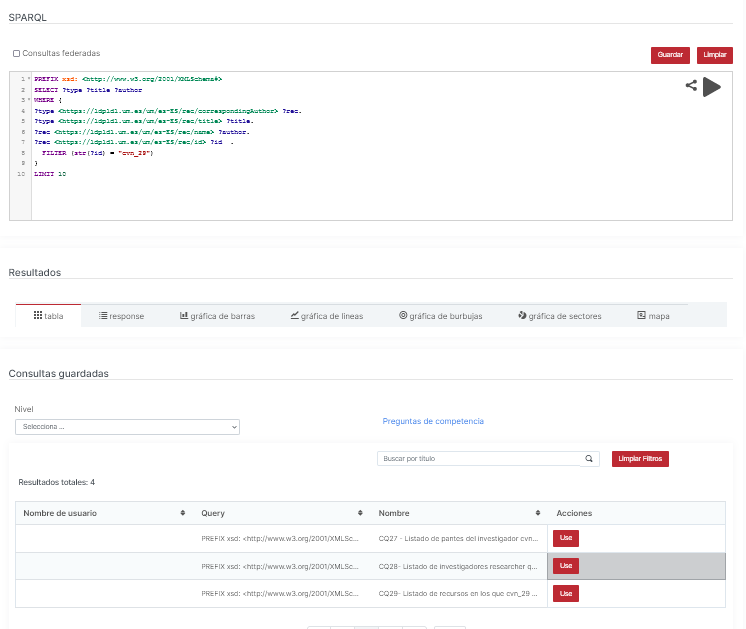 SPARQL
Consultas federadas
Guardar
Limpiar
1 PREFIX xsd: <http://www.w3.org/2001/XMLSchema#>
2 SELECT ?type ?title ?author
3 WHERE {
4 ?type <https://ldpld1.um.es/um/es-ES/rec/correspondingAuthor> ?rec.
5 ?type <https://ldpld1.um.es/um/es-ES/rec/title> ?title.
6 ?rec <https://ldpld1.um.es/um/es-ES/rec/name> ?author.
7 ?rec <https://ldpld1.um.es/um/es-ES/rec/id> ?id .
8 FILTER (str(?id) = "cvn_29")
9 }
10 LIMIT 10
Resultados
tabla response gráfica de barras gráfica de líneas gráfica de burbujas gráfica de sectores mapa
Consultas guardadas
Nivel
Selecciona ...
Preguntas de competencia
Buscar por título
Limpiar Filtros
Resultados totales: 4
Nombre de usuario Query Nombre Acciones
PREFIX xsd: <http://www.w3.org/2001/XMLSc... CQ27 - Listado de pantes del investigador cvn... Use
PREFIX xsd: <http://www.w3.org/2001/XMLSc... CQ28- Listado de investigadores researcher q... Use
PREFIX xsd: <http://www.w3.org/2001/XMLSc... CQ29- Listado de recursos en los que cvn_29 ... Use